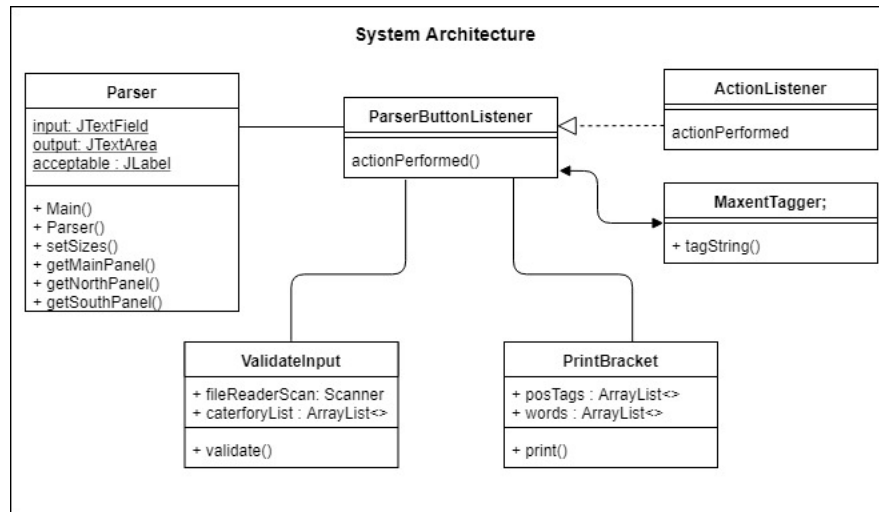 System Architecture
Parser
input: JTextField
output: JTextArea
acceptable : JLabel
+ Main()
+ Parser()
+ setSizes()
+ getMainPanel()
+ getNorthPanel()
+ getSouthPanel()
ParserButtonListener
actionPerformed()
ActionListener
actionPerformed
MaxentTagger;
+ tagString()
ValidateInput
+ fileReaderScan: Scanner
+ caterforyList : ArrayList<>
+ validate()
PrintBracket
+ posTags : ArrayList<>
+ words : ArrayList<>
+ print()